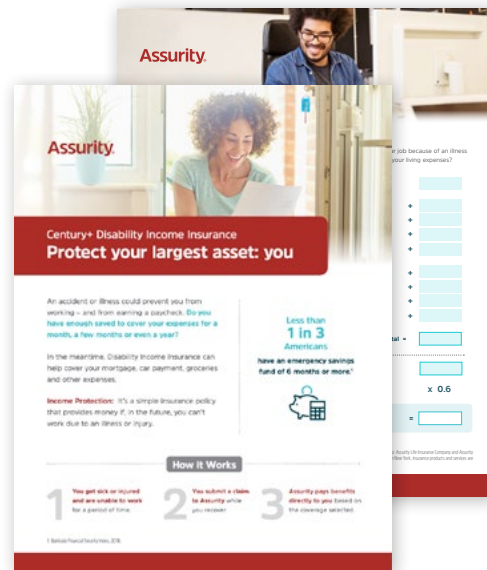 Assurity
r job because of an illness
your living expenses?
+
+
+
+
+
+
+
+
tal =
x 0.6
=
Assurity
Century+ Disability Income Insurance
Protect your largest asset: you
An accident or illness could prevent you from
working – and from earning a paycheck. Do you
have enough saved to cover your expenses for a
month, a few months or even a year?
In the meantime, Disability Income Insurance can
help cover your mortgage, car payment, groceries
and other expenses.
Income Protection: It's a simple insurance policy
that provides money if, in the future, you can't
work due to an illness or injury.
Less than
1 in 3
Americans
have an emergency savings
fund of 6 months or more.¹
How It Works
1 You get sick or injured
and are unable to work
for a period of time.
2 You submit a claim
to Assurity while
you recover.
3 Assurity pays benefits
directly to you based on
the coverage selected.
1. Bankrate Financial Security Index, 2018